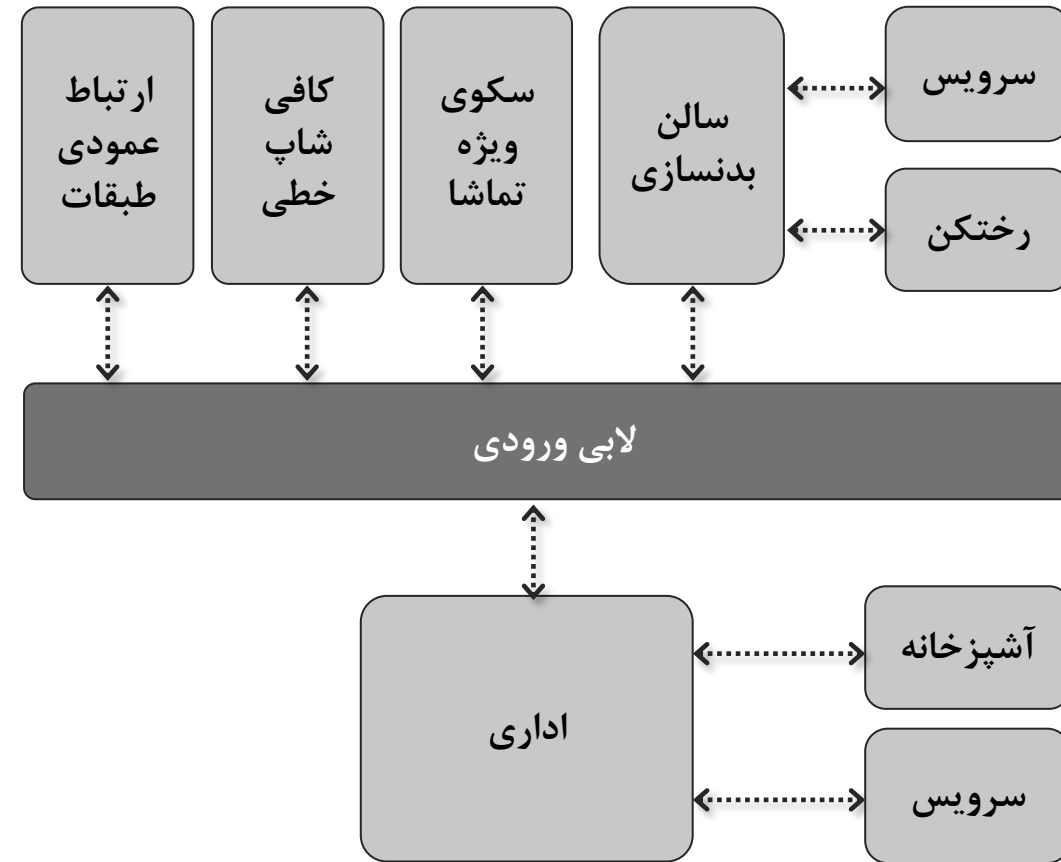 سرویس
سالن
بدنسازی
سکوی
ویژه
تماشا
کافی
شاپ
خطی
ارتباط
عمودی
طبقات
رختکن
لابی ورودی
آشپزخانه
اداری
سرویس